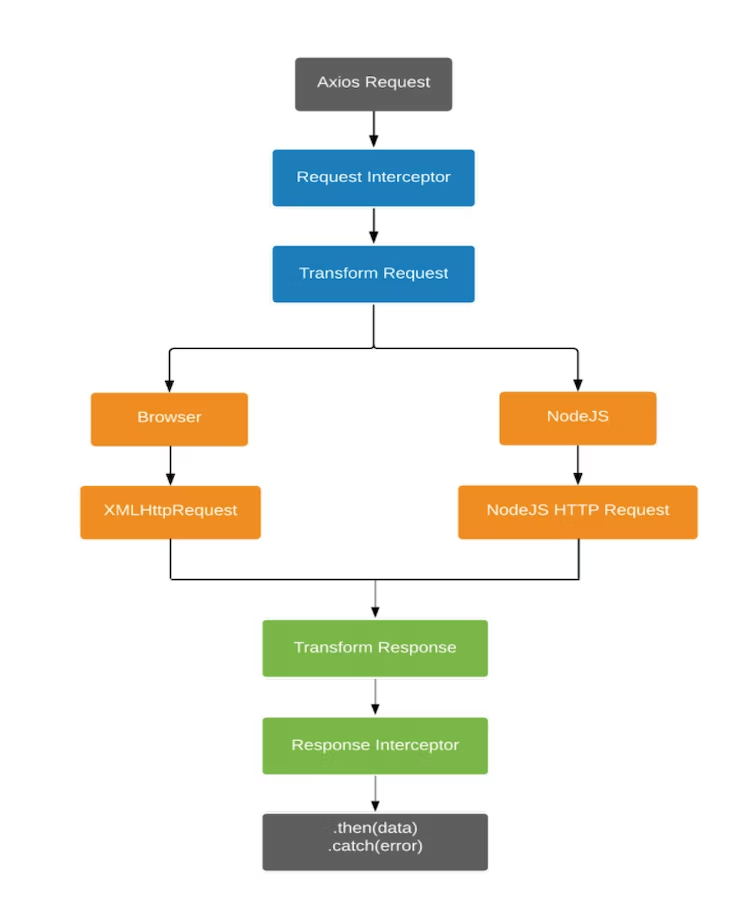 Axios Request
Request Interceptor
Transform Request
Browser
NodeJS
XMLHttpRequest
NodeJS HTTP Request
Transform Response
Response Interceptor
.then(data)
.catch(error)